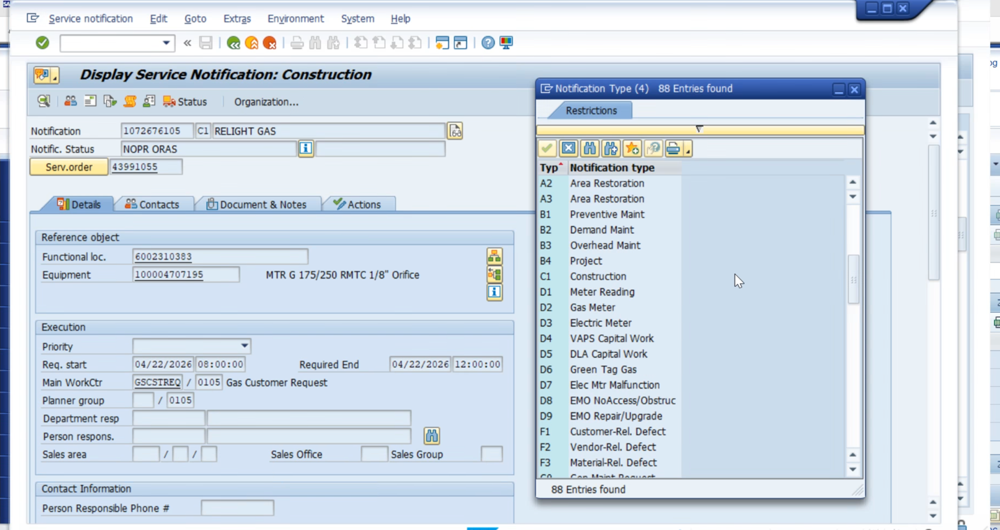 Service notification Edit Goto Extras Environment System Help
Display Service Notification: Construction
Status Organization...
Notification 1072676105 C1 RELIGHT GAS
Notific. Status NOPR ORAS
Serv.order 43991055
Details Contacts Document & Notes Actions
Reference object
Functional loc. 6002310383
Equipment 100004707195 MTR G 175/250 RMTC 1/8" Orifice
Execution
Priority
Req. start 04/22/2026 08:00:00 Required End 04/22/2026 12:00:00
Main WorkCtr GSCSTREQ / 0105 Gas Customer Request
Planner group / 0105
Department resp
Person respons.
Sales area / / Sales Office Sales Group
Contact Information
Person Responsible Phone #
Notification Type (4) 88 Entries found
Restrictions
Typ Notification type
A2 Area Restoration
A3 Area Restoration
B1 Preventive Maint
B2 Demand Maint
B3 Overhead Maint
B4 Project
C1 Construction
D1 Meter Reading
D2 Gas Meter
D3 Electric Meter
D4 VAPS Capital Work
D5 DLA Capital Work
D6 Green Tag Gas
D7 Elec Mtr Malfunction
D8 EMO NoAccess/Obstruc
D9 EMO Repair/Upgrade
F1 Customer-Rel. Defect
F2 Vendor-Rel. Defect
F3 Material-Rel. Defect
88 Entries found